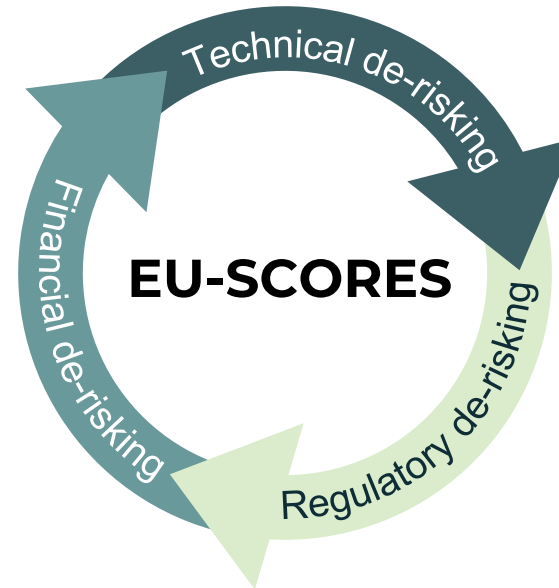 Technical de-risking
EU-SCORES
Financial de-risking
Regulatory de-risking